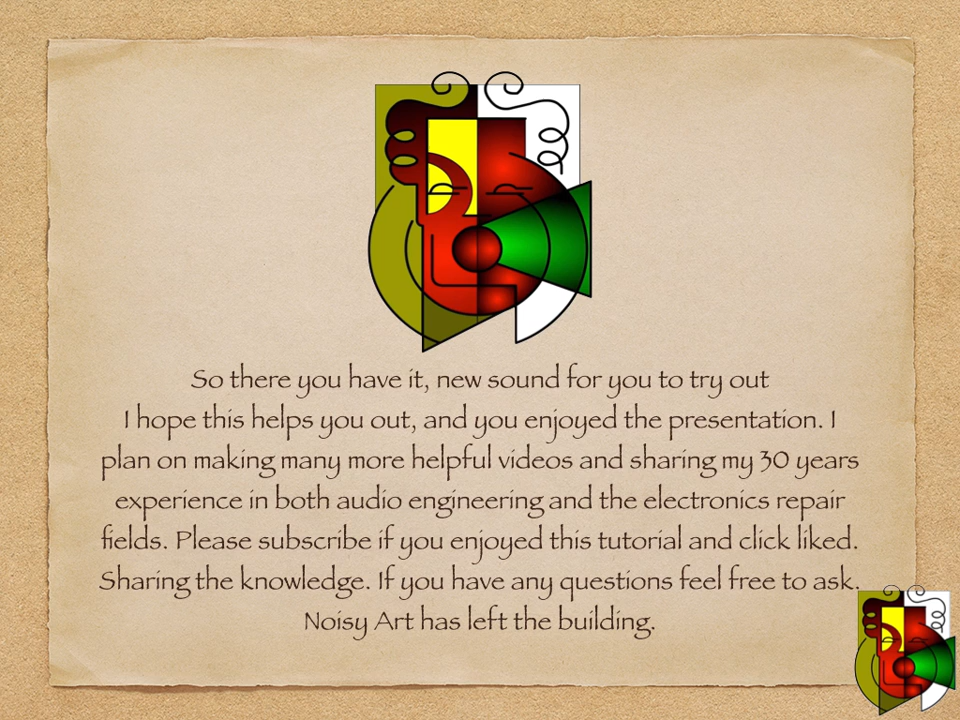 So there you have it, new sound for you to try out
I hope this helps you out, and you enjoyed the presentation. I
plan on making many more helpful videos and sharing my 30 years
experience in both audio engineering and the electronics repair
fields. Please subscribe if you enjoyed this tutorial and click liked.
Sharing the knowledge. If you have any questions feel free to ask.
Noisy Art has left the building.